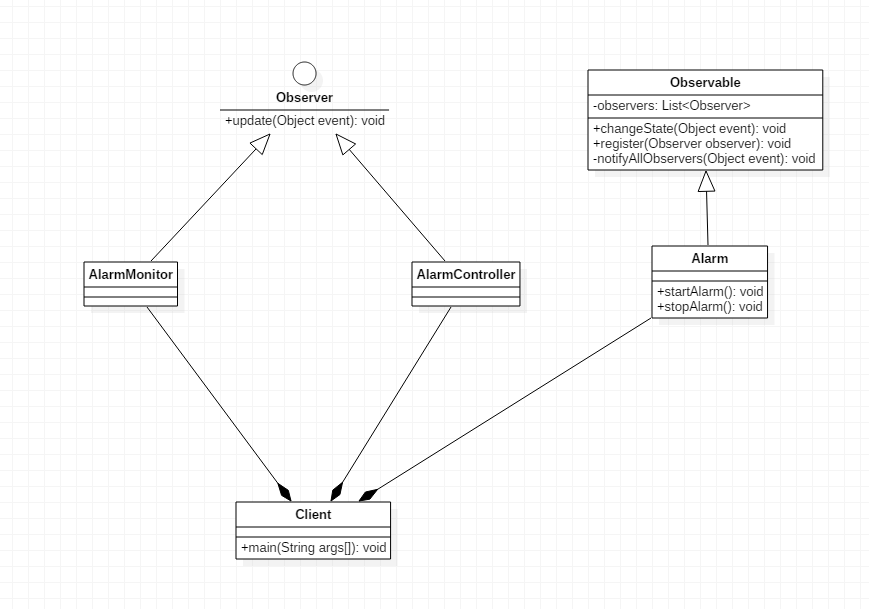 Observer
+update(Object event): void
Observable
-observers: List<Observer>
+changeState(Object event): void
+register(Observer observer): void
-notifyAllObservers(Object event): void
AlarmMonitor
AlarmController
Alarm
+startAlarm(): void
+stopAlarm(): void
Client
+main(String args[]): void